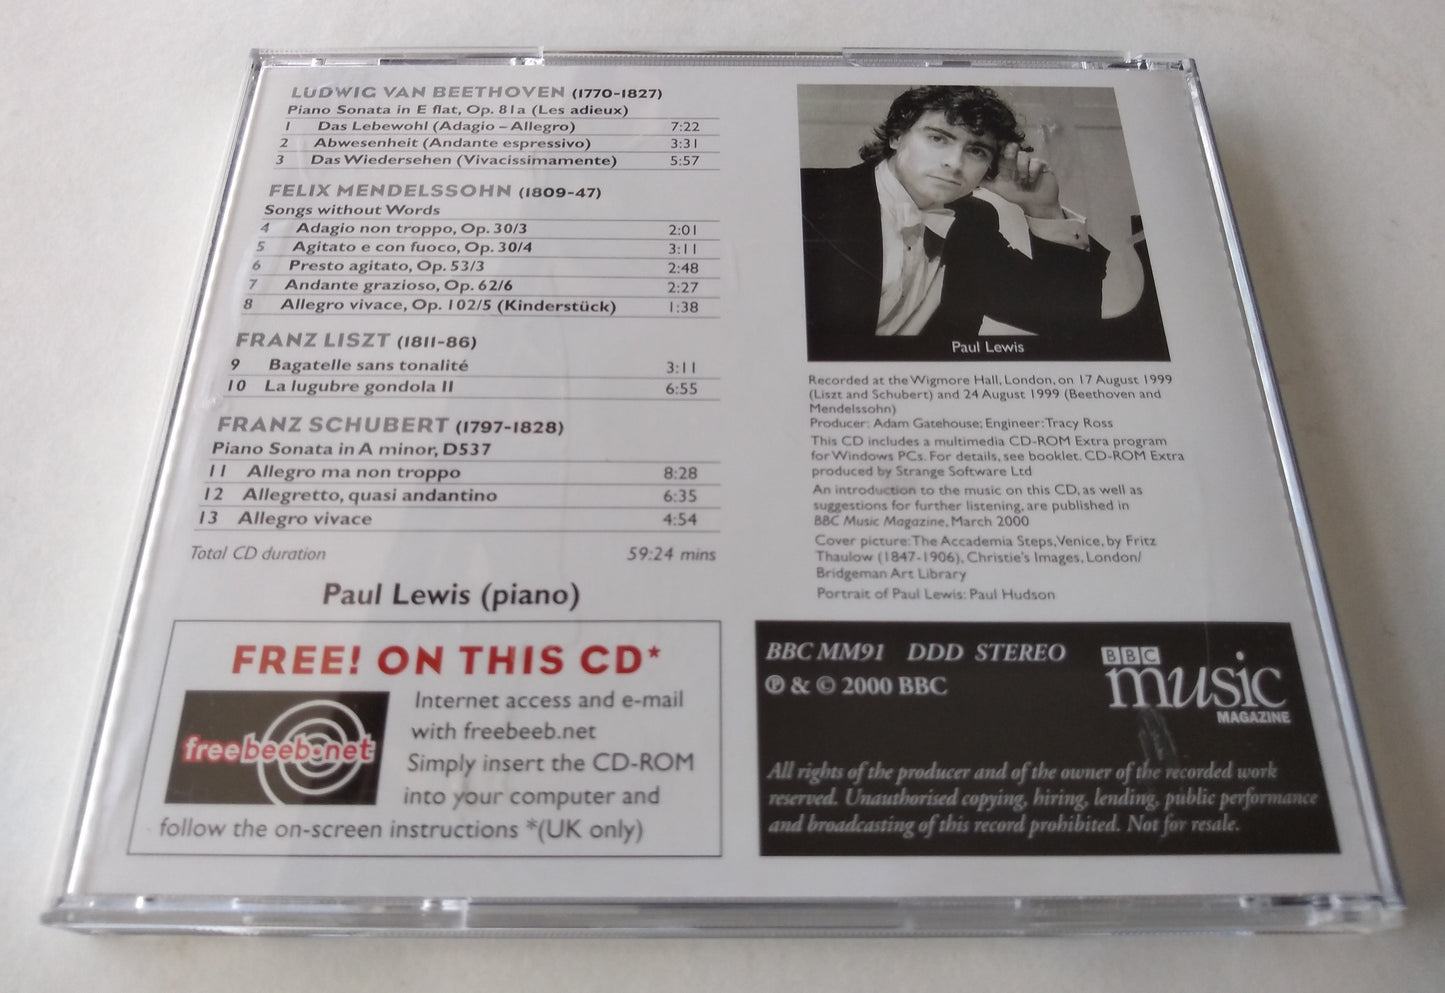 LUDWIG VAN BEETHOVEN (1770-1827)
Piano Sonata in E flat, Op. 81a (Les adieux)
1 Das Lebewohl (Adagio – Allegro) 7:22
2 Abwesenheit (Andante espressivo) 3:31
3 Das Wiedersehen (Vivacissimamente) 5:57
FELIX MENDELSSOHN (1809-47)
Songs without Words
4 Adagio non troppo, Op. 30/3 2:01
5 Agitato e con fuoco, Op. 30/4 3:11
6 Presto agitato, Op. 53/3 2:48
7 Andante grazioso, Op. 62/6 2:27
8 Allegro vivace, Op. 102/5 (Kinderstück) 1:38
FRANZ LISZT (1811-86)
9 Bagatelle sans tonalité 3:11
10 La lugubre gondola II 6:55
FRANZ SCHUBERT (1797-1828)
Piano Sonata in A minor, D537
11 Allegro ma non troppo 8:28
12 Allegretto, quasi andantino 6:35
13 Allegro vivace 4:54
Total CD duration 59:24 mins
Paul Lewis (piano)
FREE! ON THIS CD*
freebeeb.net
Internet access and e-mail
with freebeeb.net
Simply insert the CD-ROM
into your computer and
follow the on-screen instructions *(UK only)
Paul Lewis
Recorded at the Wigmore Hall, London, on 17 August 1999
(Liszt and Schubert) and 24 August 1999 (Beethoven and
Mendelssohn)
Producer: Adam Gatehouse; Engineer: Tracy Ross
This CD includes a multimedia CD-ROM Extra program
for Windows PCs. For details, see booklet. CD-ROM Extra
produced by Strange Software Ltd
An introduction to the music on this CD, as well as
suggestions for further listening, are published in
BBC Music Magazine, March 2000
Cover picture: The Accademia Steps, Venice, by Fritz
Thaulow (1847-1906), Christie's Images, London/
Bridgeman Art Library
Portrait of Paul Lewis: Paul Hudson
BBC MM91 DDD STEREO
℗ & © 2000 BBC
BBC
music
MAGAZINE
All rights of the producer and of the owner of the recorded work
reserved. Unauthorised copying, hiring, lending, public performance
and broadcasting of this record prohibited. Not for resale.